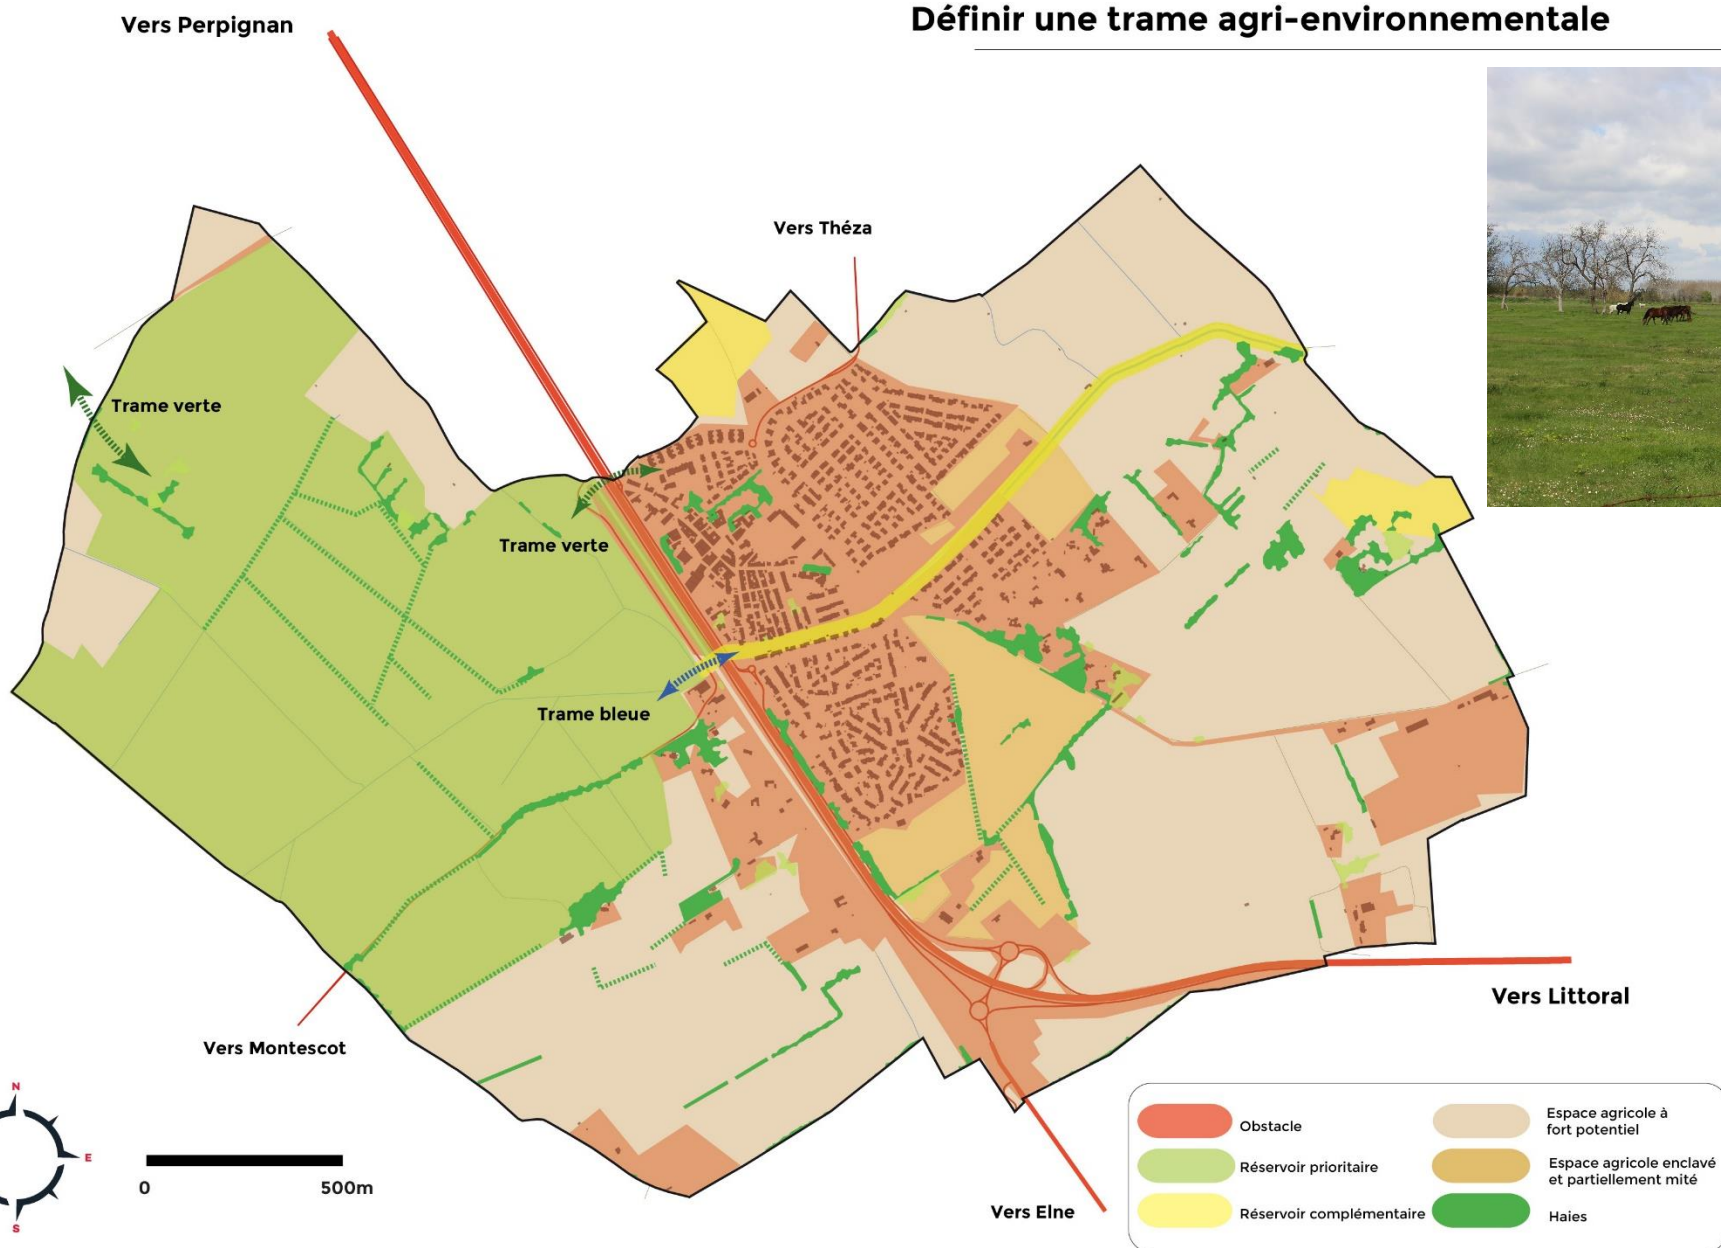 Définir une trame agri-environnementale
Vers Perpignan
Vers Théza
Trame verte
Trame verte
Trame bleue
Vers Littoral
Vers Montescot
Vers Elne
N
E
S
0 500m
Obstacle
Réservoir prioritaire
Réservoir complémentaire
Espace agricole à
fort potentiel
Espace agricole enclavé
et partiellement mité
Haies